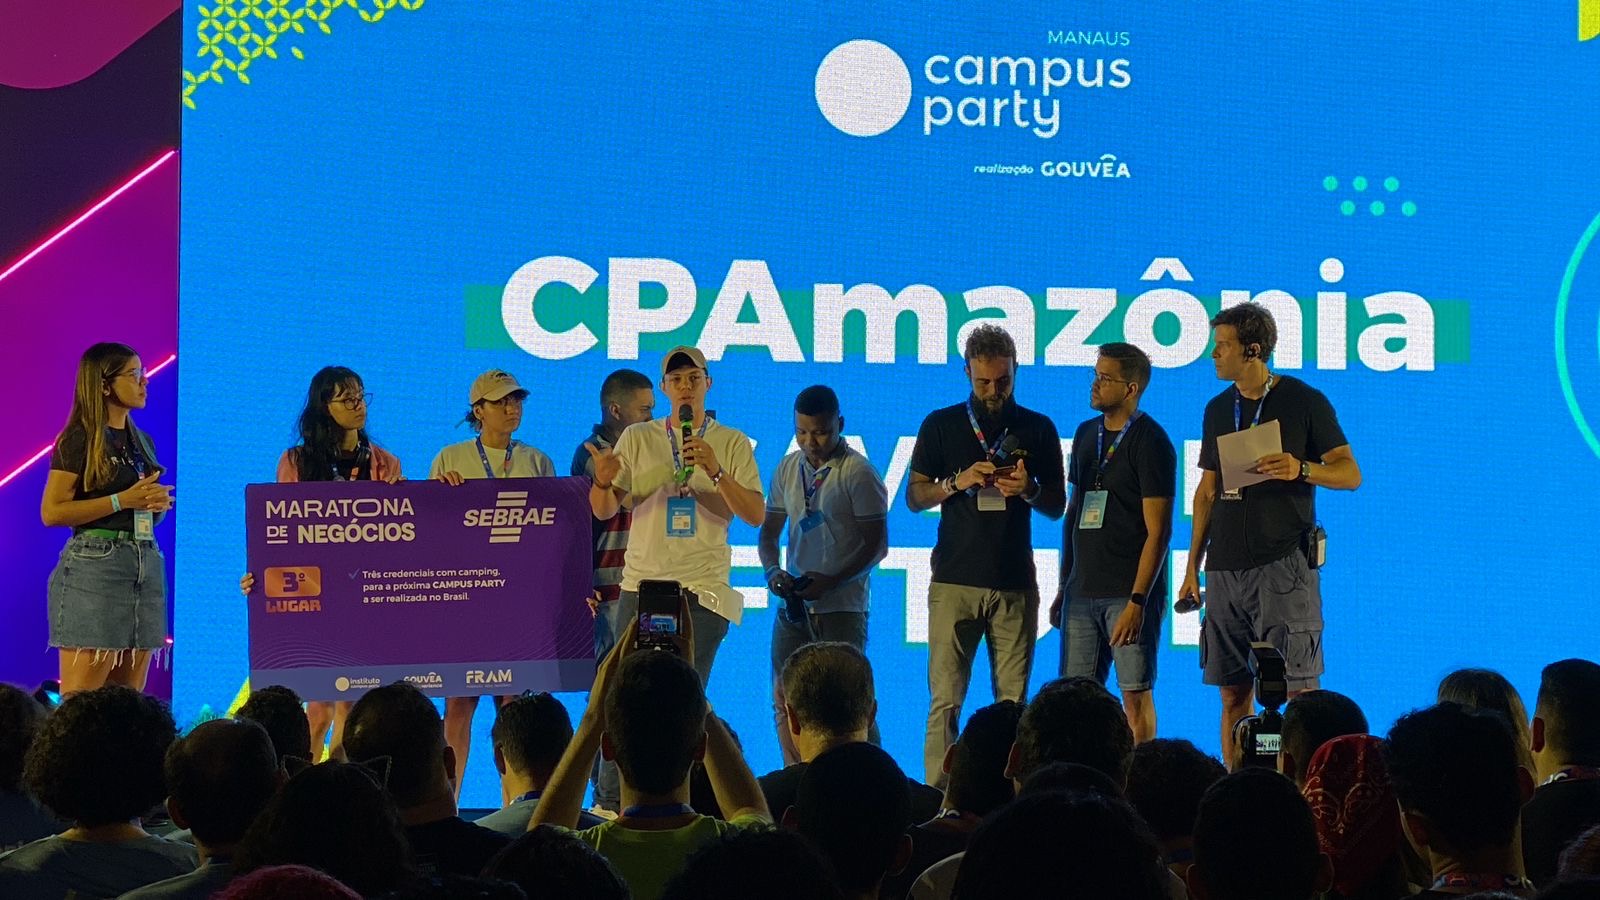 MANAUS
campus
party
realização GOUVÊA
CPAmazônia
MARATONA
DE NEGÓCIOS
SEBRAE
3º
LUGAR
Três credenciais com camping,
para a próxima CAMPUS PARTY
a ser realizada no Brasil.
instituto
GOUVÊA
FRAM